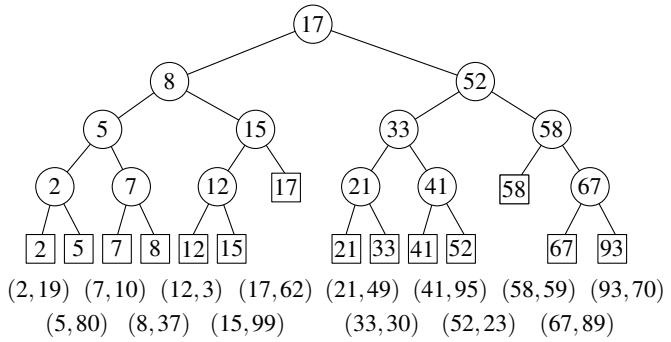 17
8 52
5 15 33 58
2 7 12 17 21 41 58 67
2 5 7 8 12 15 21 33 41 52 67 93
(2,19) (7,10) (12,3) (17,62) (21,49) (41,95) (58,59) (93,70)
(5,80) (8,37) (15,99) (33,30) (52,23) (67,89)